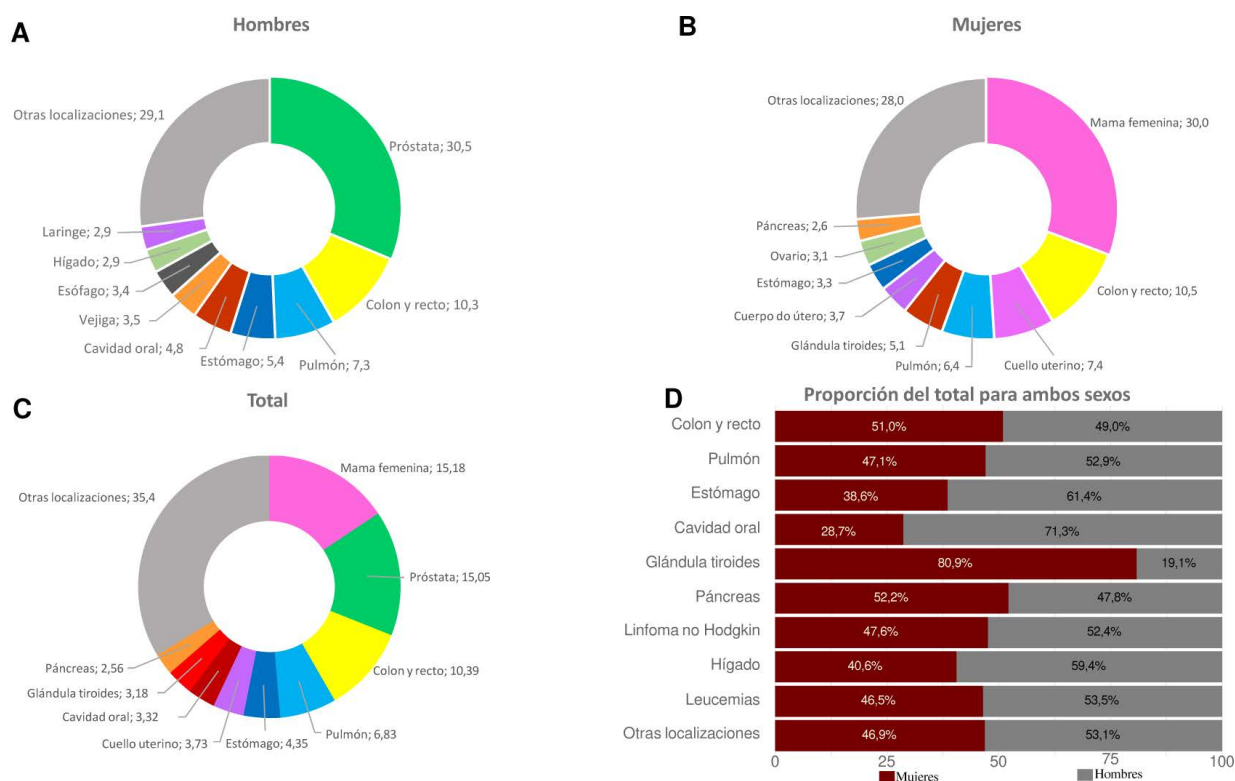 A
Hombres
Otras localizaciones; 29,1
Próstata; 30,5
Laringe; 2,9
Hígado; 2,9
Esófago; 3,4
Vejiga; 3,5
Cavidad oral; 4,8
Estómago; 5,4
Pulmón; 7,3
Colon y recto; 10,3
B
Mujeres
Otras localizaciones; 28,0
Mama femenina; 30,0
Páncreas; 2,6
Ovario; 3,1
Estómago; 3,3
Cuerpo do útero; 3,7
Glándula tiroides; 5,1
Pulmón; 6,4
Cuello uterino; 7,4
Colon y recto; 10,5
C
Total
Mama femenina; 15,18
Otras localizaciones; 35,4
Próstata; 15,05
Páncreas; 2,56
Glándula tiroides; 3,18
Cavidad oral; 3,32
Cuello uterino; 3,73
Estómago; 4,35
Pulmón; 6,83
Colon y recto; 10,39
D
Proporción del total para ambos sexos
Colon y recto 51,0% 49,0%
Pulmón 47,1% 52,9%
Estómago 38,6% 61,4%
Cavidad oral 28,7% 71,3%
Glándula tiroides 80,9% 19,1%
Páncreas 52,2% 47,8%
Linfoma no Hodgkin 47,6% 52,4%
Hígado 40,6% 59,4%
Leucemias 46,5% 53,5%
Otras localizaciones 46,9% 53,1%
0 25 50 75 100
Mujeres Hombres